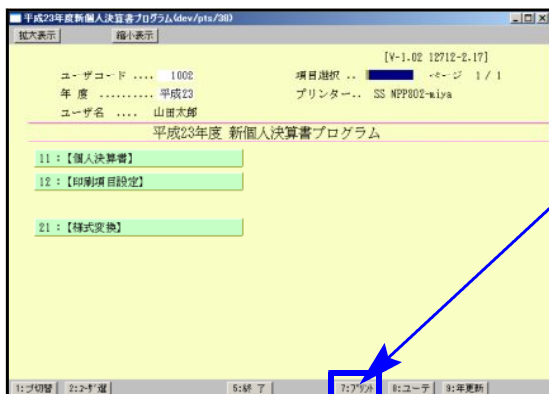 平成23年度新個人決算書プログラム(dev/pts/30)
拡大表示 縮小表示
[V-1.02 12712-2.17]
ユーザコード .... 1002 項目選択 .. ページ 1 / 1
年 度 .......... 平成23 プリンター.. SS NPP802-miya
ユーザ名 .... 山田太郎
平成23年度 新個人決算書プログラム
11:【個人決算書】
12:【印刷項目設定】
21:【様式変換】
1:プ切替 2:ユーザ選 5:終 了 7:プリント 8:ユーテ 9:年更新